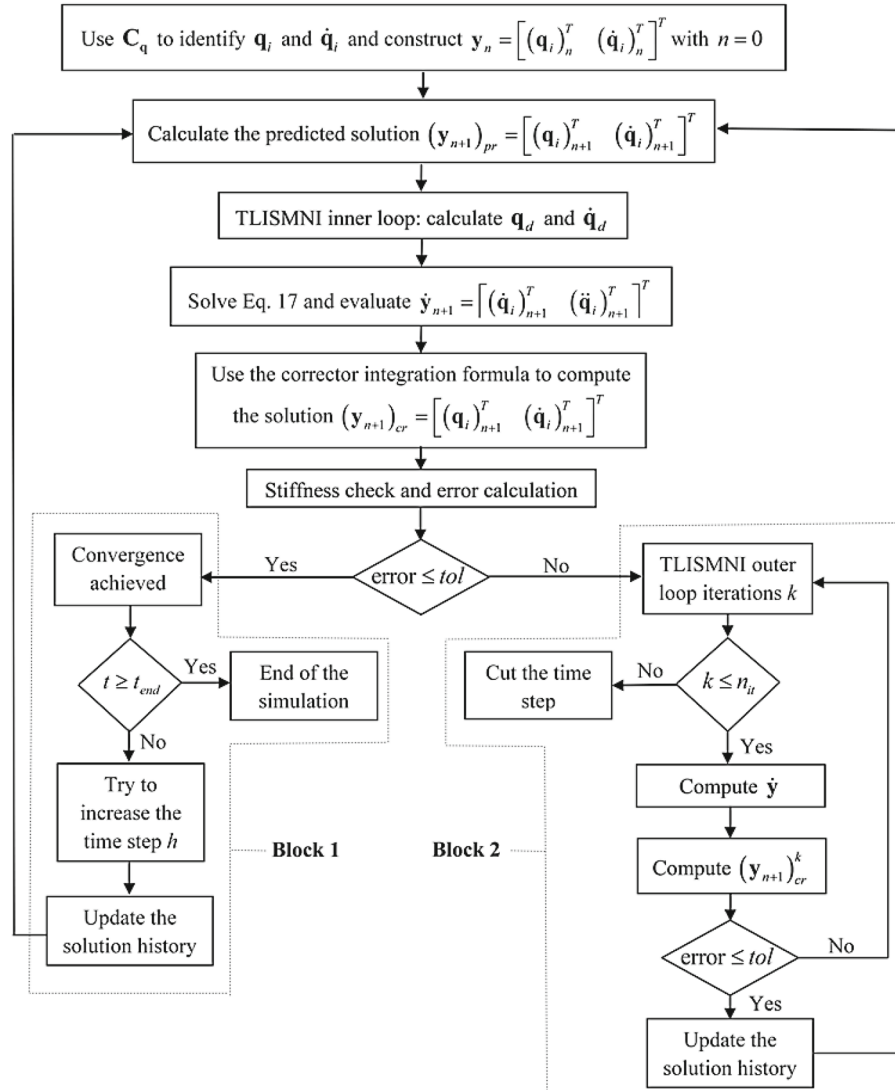 Use C_q to identify q_i and q̇_i and construct y_n = [(q_i)_n^T (q̇_i)_n^T]^T with n = 0
Calculate the predicted solution (y_{n+1})_{pr} = [(q_i)_{n+1}^T (q̇_i)_{n+1}^T]^T
TLISMNI inner loop: calculate q_d and q̇_d
Solve Eq. 17 and evaluate ẏ_{n+1} = [(q̇_i)_{n+1}^T (q̈_i)_{n+1}^T]^T
Use the corrector integration formula to compute
the solution (y_{n+1})_{cr} = [(q_i)_{n+1}^T (q̇_i)_{n+1}^T]^T
Stiffness check and error calculation
error ≤ tol
Yes
No
Convergence
achieved
t ≥ t_{end}
Yes
End of the
simulation
No
Try to
increase the
time step h
Update the
solution history
Block 1
Block 2
TLISMNI outer
loop iterations k
k ≤ n_{it}
No
Cut the time
step
Yes
Compute ẏ
Compute (y_{n+1})_{cr}^k
error ≤ tol
No
Yes
Update the
solution history